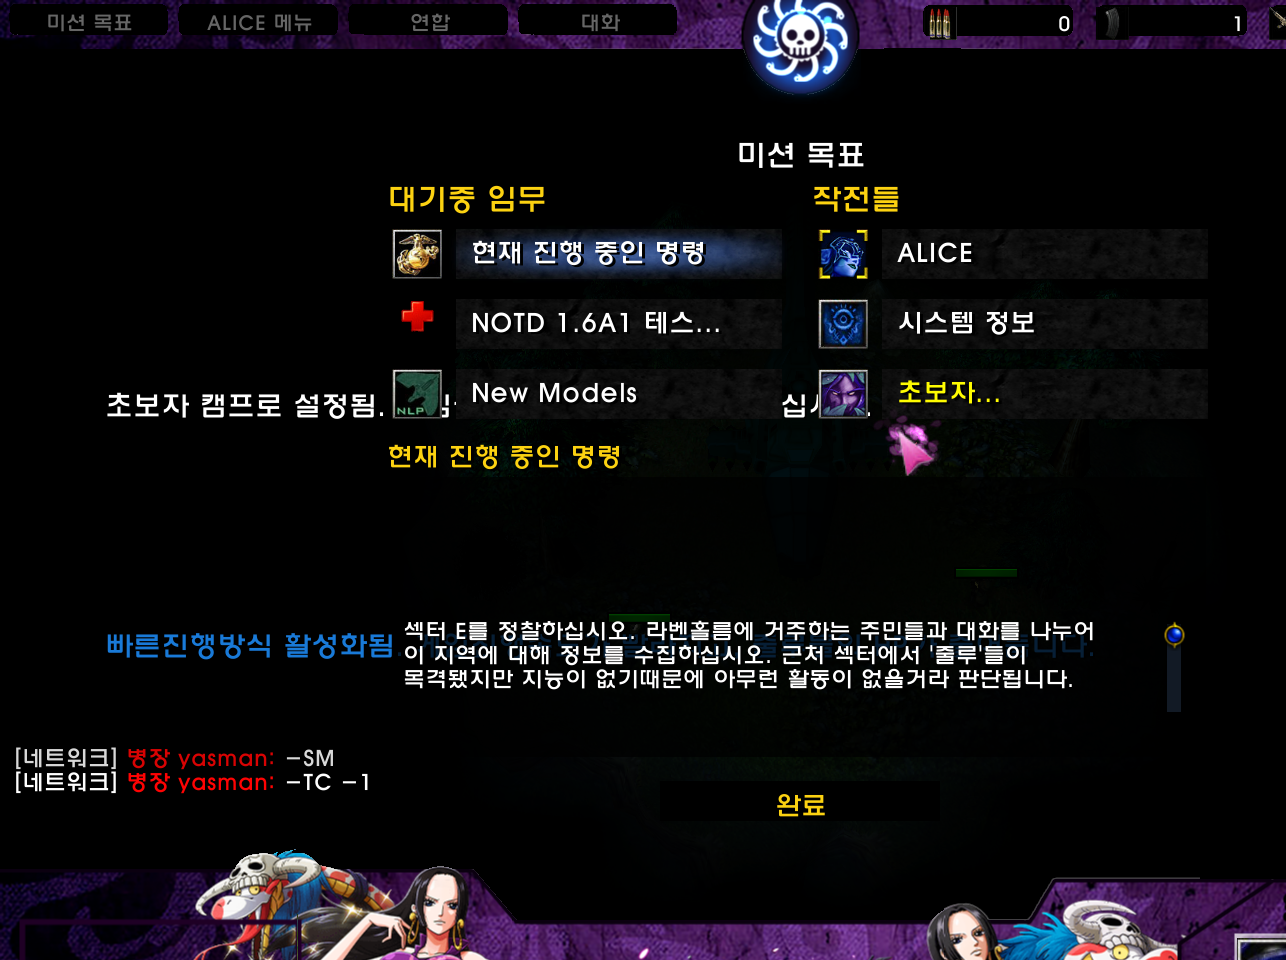 미션 목표
ALICE 메뉴
연합
대화
0
1
미션 목표
대기중 임무
작전들
현재 진행 중인 명령
ALICE
NOTD 1.6A1 테스...
시스템 정보
초보자 캠프로 설정됨.
NLP
New Models
초보자...
현재 진행 중인 명령
빠른진행방식 활성화됨.
섹터 E를 정찰하십시오. 라벤홀름에 거주하는 주민들과 대화를 나누어
이 지역에 대해 정보를 수집하십시오. 근처 섹터에서 '줄루'들이
목격됐지만 지능이 없기때문에 아무런 활동이 없을거라 판단됩니다.
[네트워크] 병장 yasman: -SM
[네트워크] 병장 yasman: -TC -1
완료